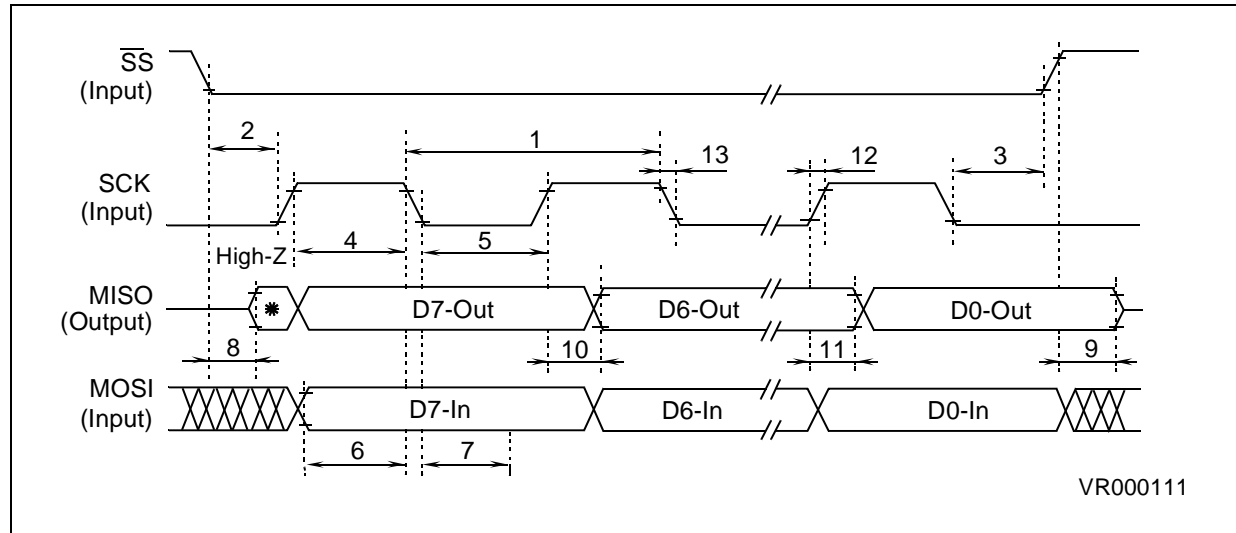 SS
(Input)
2
1
13
12
3
SCK
(Input)
High-Z
4
5
MISO
(Output)
D7-Out
D6-Out
D0-Out
8
10
11
9
MOSI
(Input)
D7-In
D6-In
D0-In
6
7
VR000111